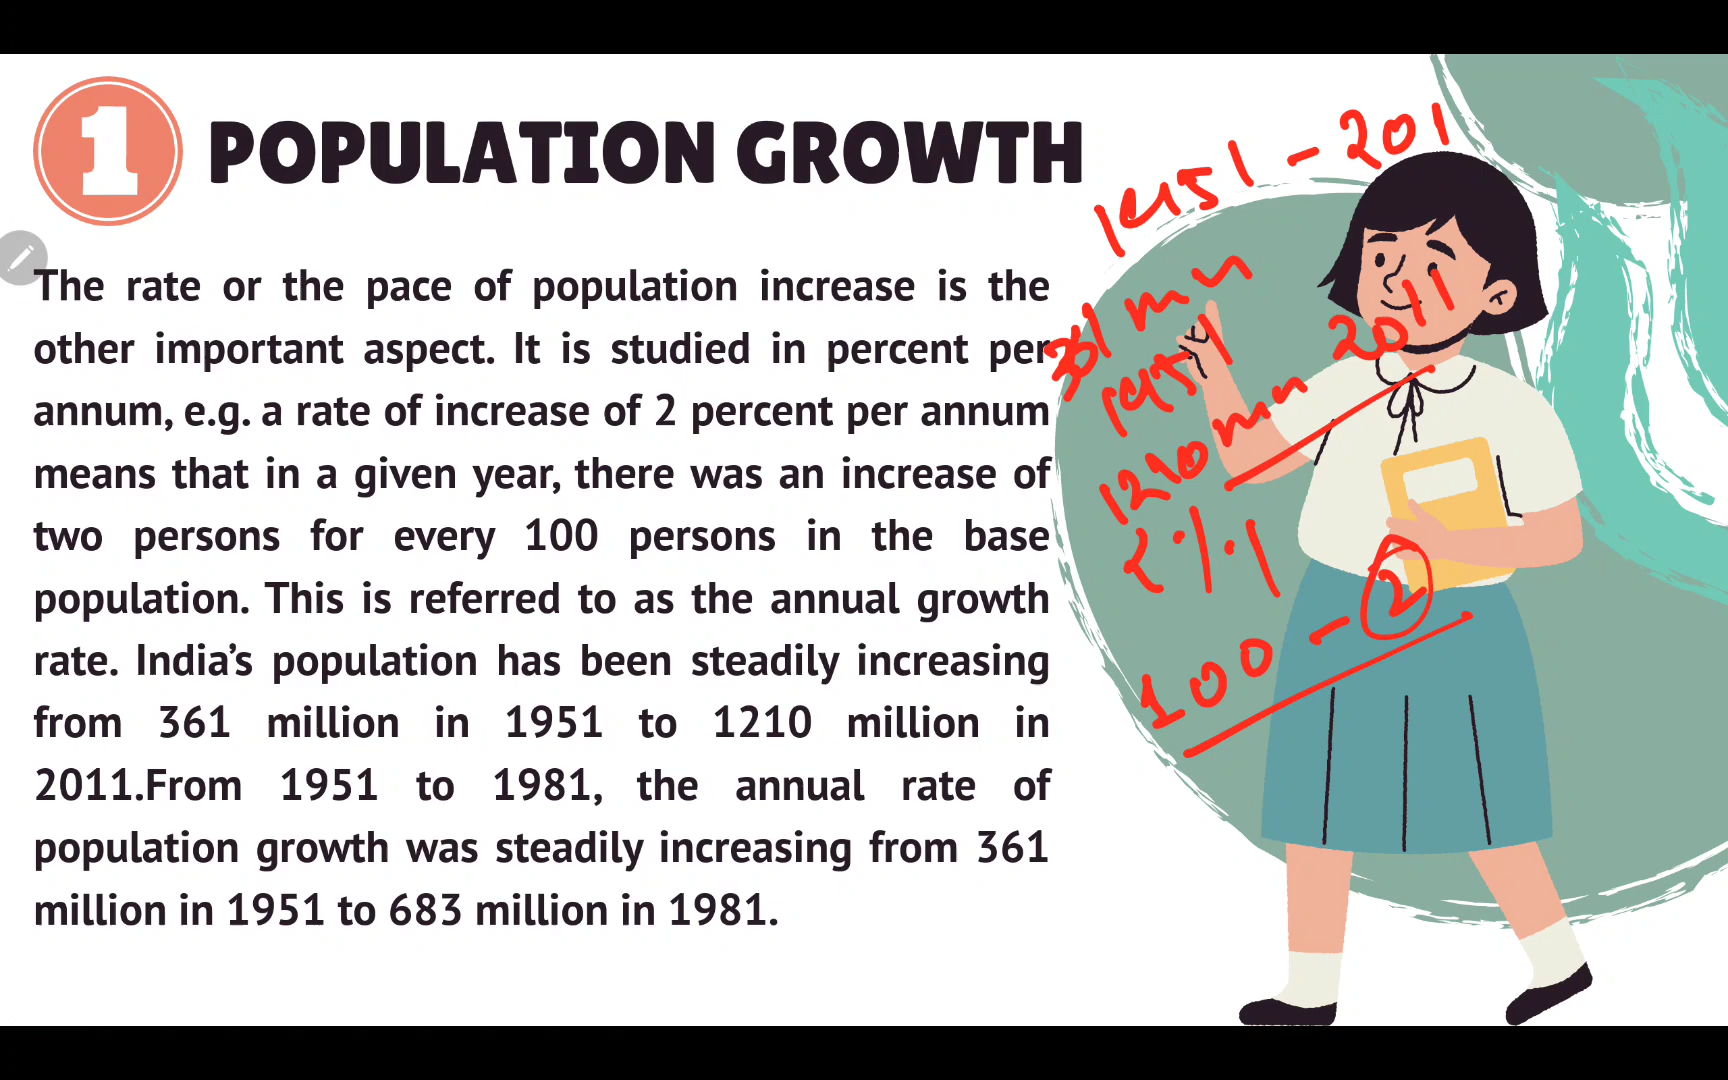 1
POPULATION GROWTH
The rate or the pace of population increase is the
other important aspect. It is studied in percent per
annum, e.g. a rate of increase of 2 percent per annum
means that in a given year, there was an increase of
two persons for every 100 persons in the base
population. This is referred to as the annual growth
rate. India’s population has been steadily increasing
from 361 million in 1951 to 1210 million in
2011.From 1951 to 1981, the annual rate of
population growth was steadily increasing from 361
million in 1951 to 683 million in 1981.
1951 - 201
361
1951
2011
1210
2%
100 - 2